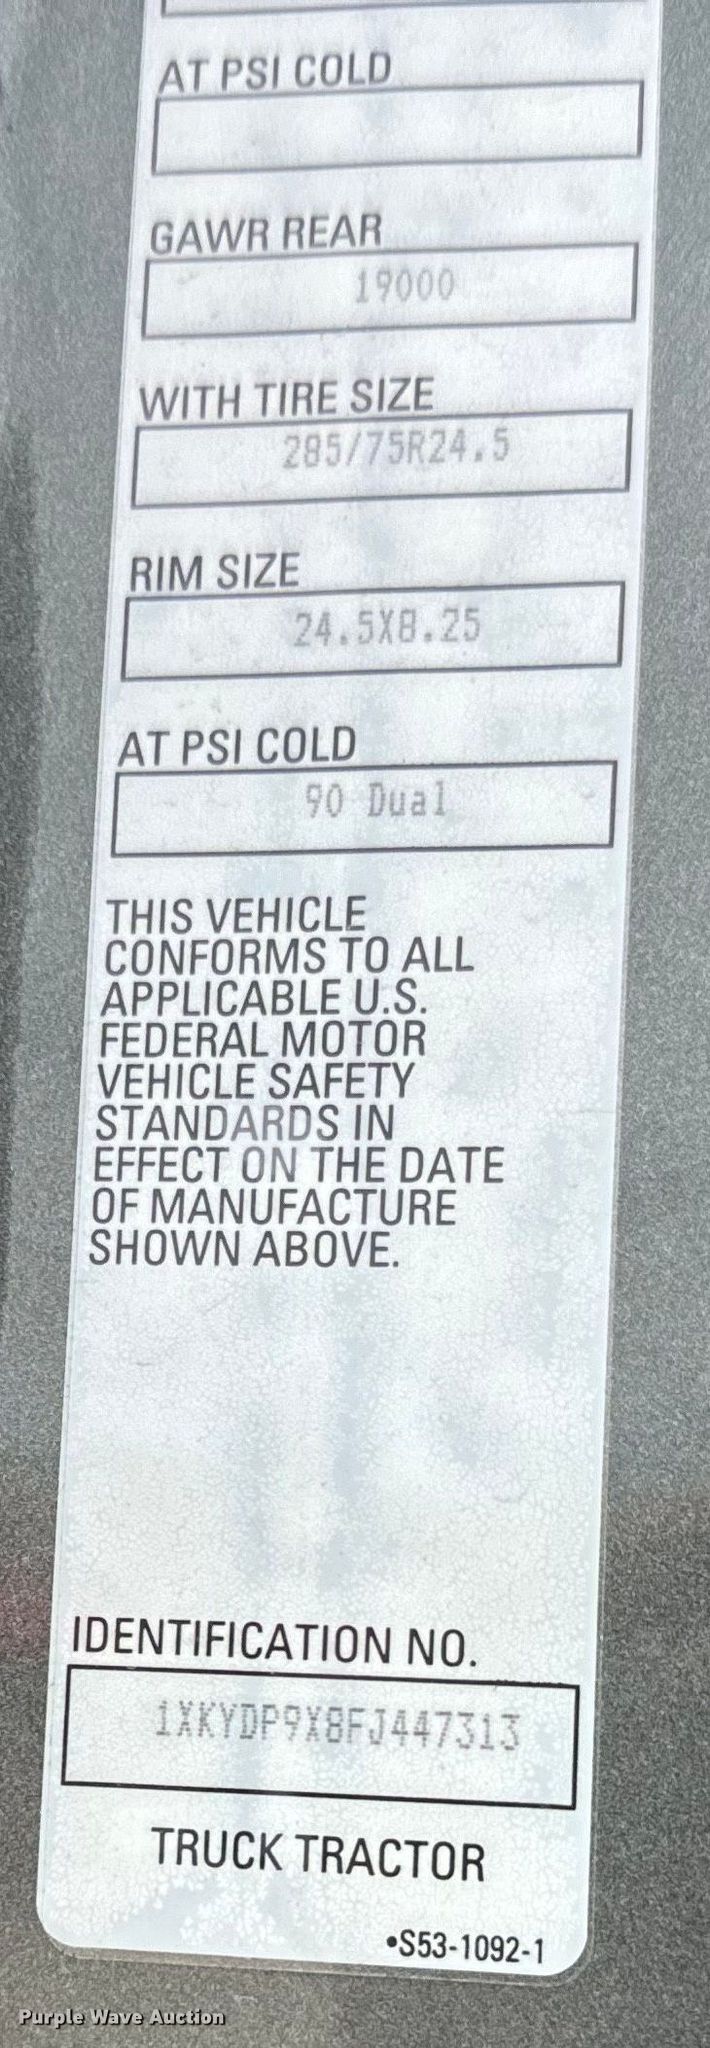 AT PSI COLD
GAWR REAR
19000
WITH TIRE SIZE
285/75R24.5
RIM SIZE
24.5X8.25
AT PSI COLD
90 Dual
THIS VEHICLE
CONFORMS TO ALL
APPLICABLE U.S.
FEDERAL MOTOR
VEHICLE SAFETY
STANDARDS IN
EFFECT ON THE DATE
OF MANUFACTURE
SHOWN ABOVE.
IDENTIFICATION NO.
1XKYDP9X8FJ447313
TRUCK TRACTOR
•S53-1092-1
Purple Wave Auction